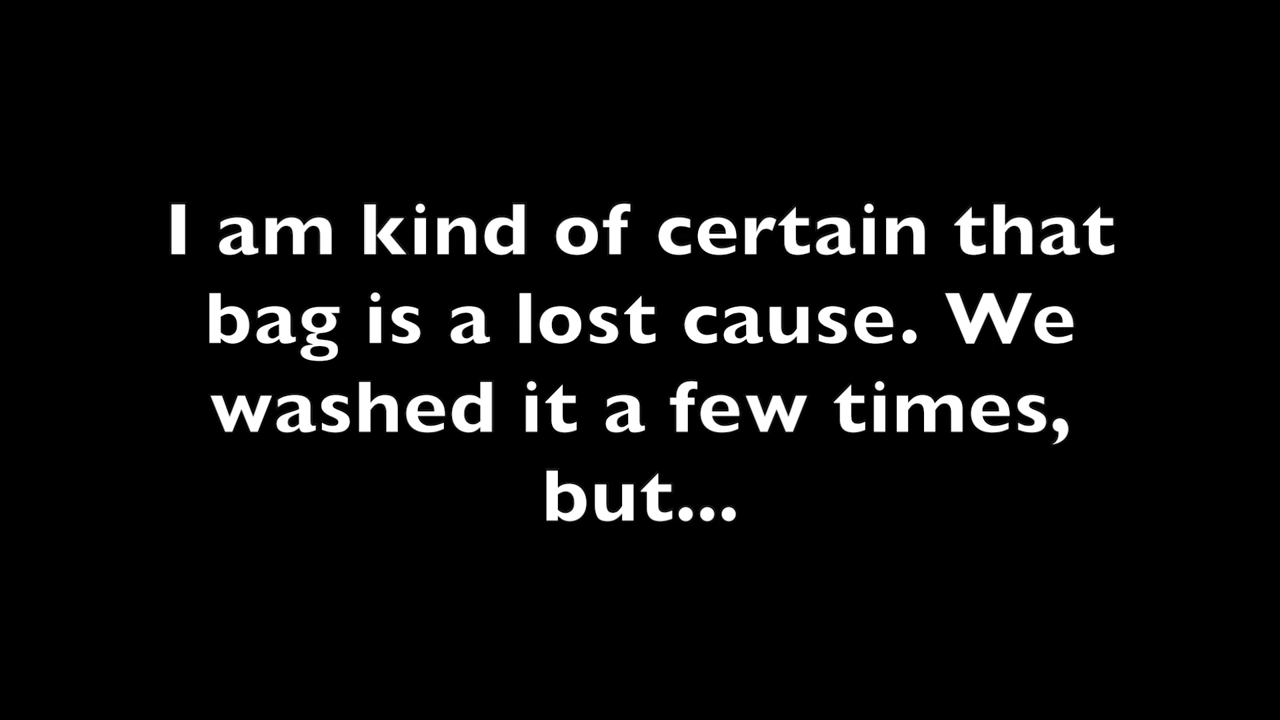 I am kind of certain that
bag is a lost cause. We
washed it a few times,
but...